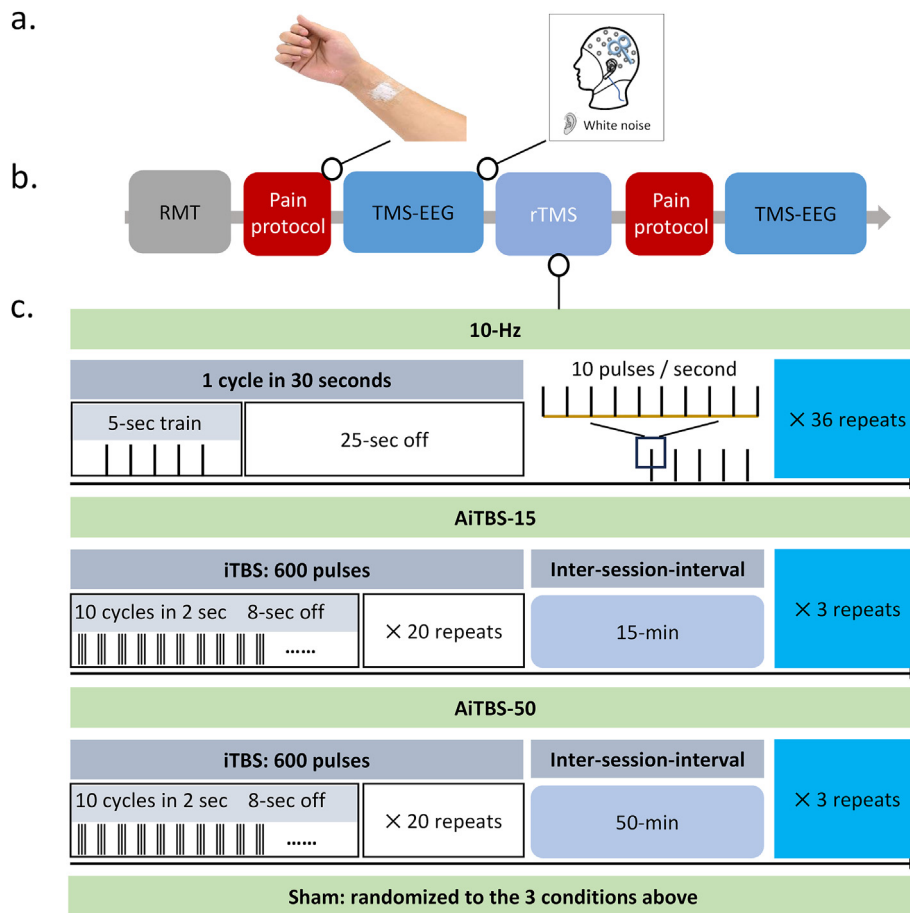 a.
White noise
b.
RMT
Pain
protocol
TMS-EEG
rTMS
Pain
protocol
TMS-EEG
c.
10-Hz
1 cycle in 30 seconds
5-sec train
25-sec off
10 pulses / second
× 36 repeats
AiTBS-15
iTBS: 600 pulses
Inter-session-interval
10 cycles in 2 sec 8-sec off
......
× 20 repeats
15-min
× 3 repeats
AiTBS-50
iTBS: 600 pulses
Inter-session-interval
10 cycles in 2 sec 8-sec off
......
× 20 repeats
50-min
× 3 repeats
Sham: randomized to the 3 conditions above